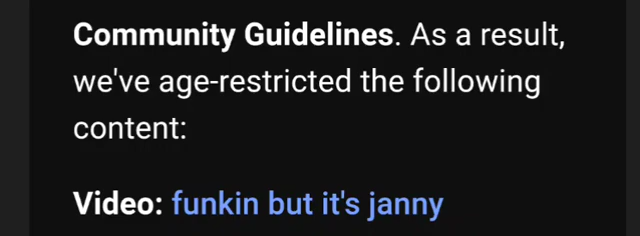 Community Guidelines. As a result,
we've age-restricted the following
content:
Video: funkin but it's janny